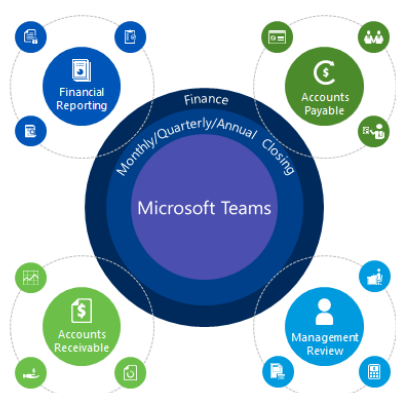 Financial
Reporting
Accounts
Payable
Finance
Monthly/Quarterly/Annual Closing
Microsoft Teams
Accounts
Receivable
Management
Review